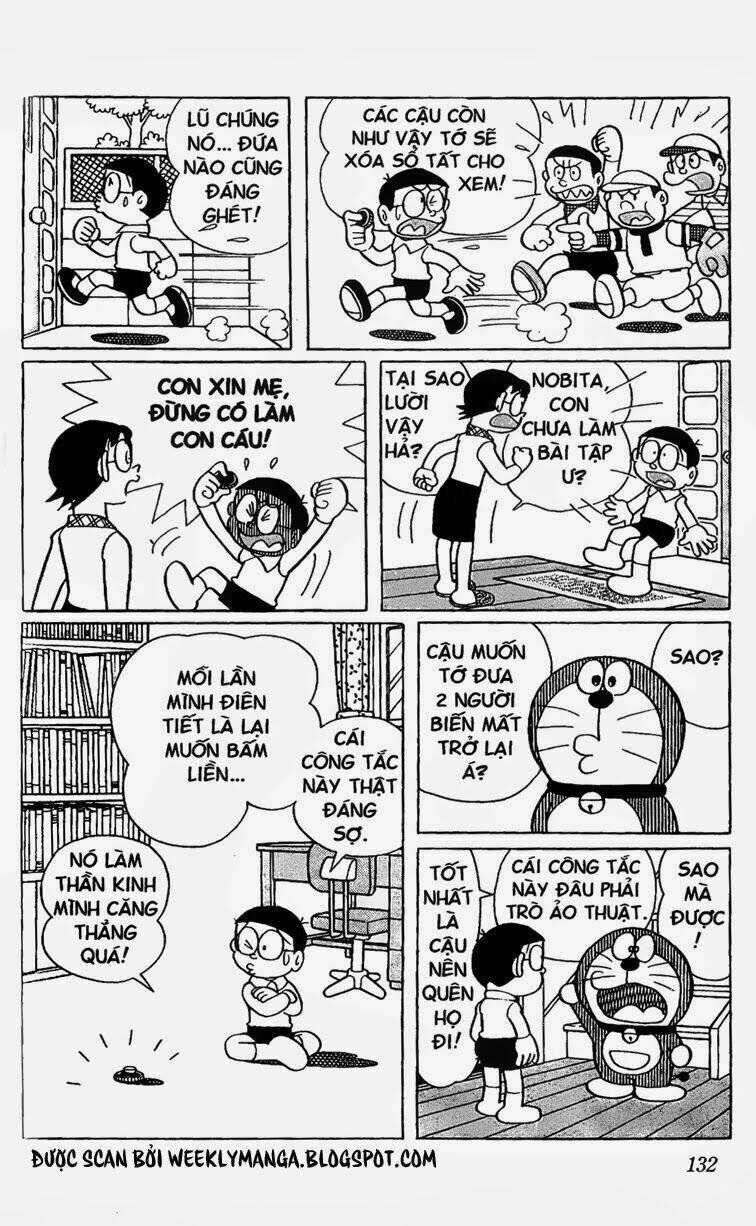 CÁC CẬU CÒN
NHƯ VẬY TỚ SẼ
XÓA SỔ TẤT CHO
XEM!
LŨ CHÚNG
NÓ... ĐỨA
NÀO CŨNG
ĐÁNG
GHÉT!
NOBITA,
CON
CHƯA LÀM
BÀI TẬP
Ư?
TẠI SAO
LƯỜI
VẬY
HẢ?
CON XIN MẸ,
ĐỪNG CÓ LÀM
CON CÁU!
SAO?
CẬU MUỐN
TỚ ĐƯA
2 NGƯỜI
BIẾN MẤT
TRỞ LẠI
Á?
SAO
MÀ
ĐƯỢC
!
CÁI CÔNG TẮC
NÀY ĐÂU PHẢI
TRÒ ẢO THUẬT.
TỐT
NHẤT
LÀ
CẬU
NÊN
QUÊN
HỌ
ĐI!
CÁI
CÔNG TẮC
NÀY THẬT
ĐÁNG
SỢ.
MỖI LẦN
MÌNH ĐIÊN
TIẾT LÀ LẠI
MUỐN BẤM
LIỀN...
NÓ LÀM
THẦN KINH
MÌNH CĂNG
THẲNG
QUÁ!
ĐƯỢC SCAN BỞI WEEKLYMANGA.BLOGSPOT.COM
132